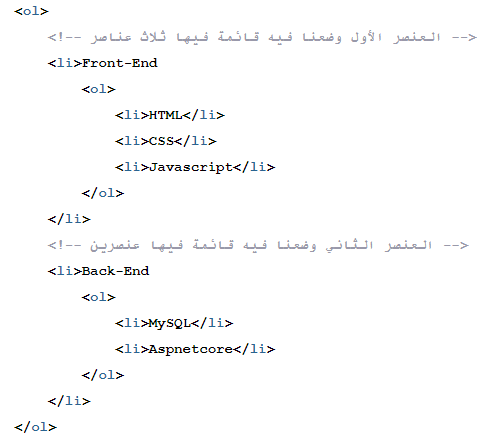 <ol>
<!-- العنصر الأول وضعنا فيه قائمة فيها ثلاث عناصر -->
<li>Front-End
<ol>
<li>HTML</li>
<li>CSS</li>
<li>Javascript</li>
</ol>
</li>
<!-- العنصر الثاني وضعنا فيه قائمة فيها عنصرين -->
<li>Back-End
<ol>
<li>MySQL</li>
<li>Aspnetcore</li>
</ol>
</li>
</ol>